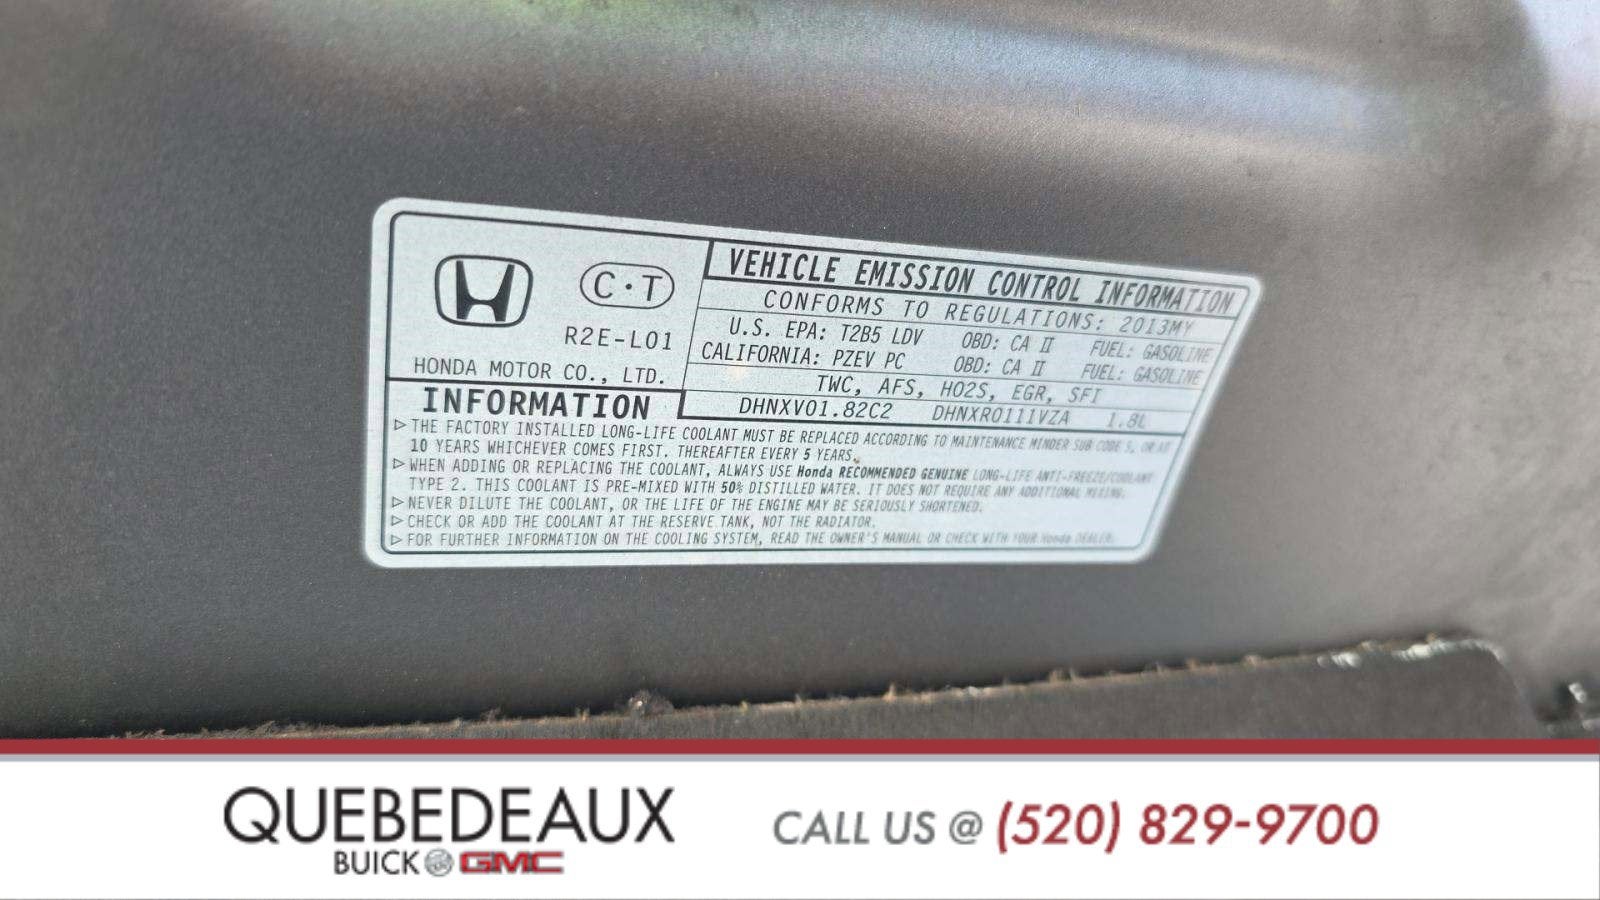 C·T
R2E-L01
HONDA MOTOR CO., LTD.
VEHICLE EMISSION CONTROL INFORMATION
CONFORMS TO REGULATIONS: 2013MY
U.S. EPA: T2B5 LDV OBD: CA II FUEL: GASOLINE
CALIFORNIA: PZEV PC OBD: CA II FUEL: GASOLINE
TWC, AFS, HO2S, EGR, SFI
DHNXV01.82C2 DHNXR0111VZA 1.8L
INFORMATION
▷ THE FACTORY INSTALLED LONG-LIFE COOLANT MUST BE REPLACED ACCORDING TO MAINTENANCE MINDER SUB CODE 5, OR AT
10 YEARS WHICHEVER COMES FIRST. THEREAFTER EVERY 5 YEARS.
▷ WHEN ADDING OR REPLACING THE COOLANT, ALWAYS USE Honda RECOMMENDED GENUINE LONG-LIFE ANTI-FREEZE/COOLANT
TYPE 2. THIS COOLANT IS PRE-MIXED WITH 50% DISTILLED WATER. IT DOES NOT REQUIRE ANY ADDITIONAL MIXING.
▷ NEVER DILUTE THE COOLANT, OR THE LIFE OF THE ENGINE MAY BE SERIOUSLY SHORTENED.
▷ CHECK OR ADD THE COOLANT AT THE RESERVE TANK, NOT THE RADIATOR.
▷ FOR FURTHER INFORMATION ON THE COOLING SYSTEM, READ THE OWNER'S MANUAL OR CHECK WITH YOUR Honda DEALER.
QUEBEDEAUX
BUICK GMC
CALL US @ (520) 829-9700